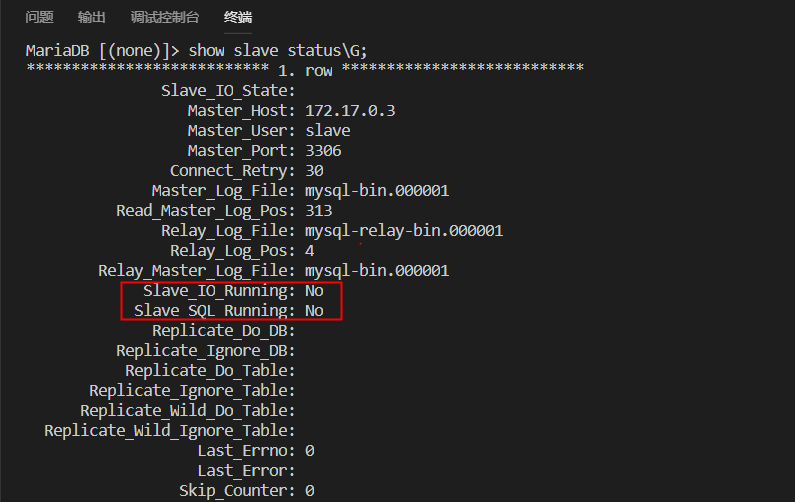 问题 输出 调试控制台 终端
MariaDB [(none)]> show slave status\G;
*************************** 1. row ***************************
Slave_IO_State:
Master_Host: 172.17.0.3
Master_User: slave
Master_Port: 3306
Connect_Retry: 30
Master_Log_File: mysql-bin.000001
Read_Master_Log_Pos: 313
Relay_Log_File: mysql-relay-bin.000001
Relay_Log_Pos: 4
Relay_Master_Log_File: mysql-bin.000001
Slave_IO_Running: No
Slave_SQL_Running: No
Replicate_Do_DB:
Replicate_Ignore_DB:
Replicate_Do_Table:
Replicate_Ignore_Table:
Replicate_Wild_Do_Table:
Replicate_Wild_Ignore_Table:
Last_Errno: 0
Last_Error:
Skip_Counter: 0